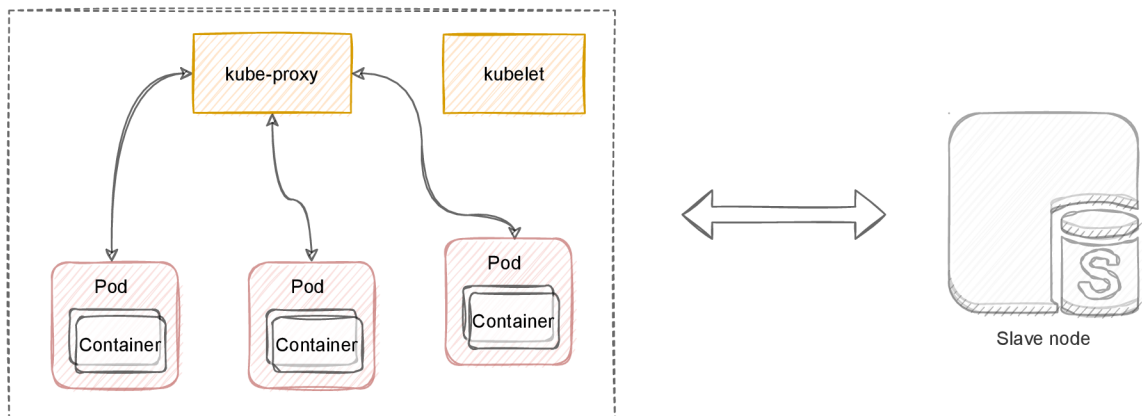 kube-proxy
kubelet
Pod
Container
Pod
Container
Pod
Container
S
Slave node